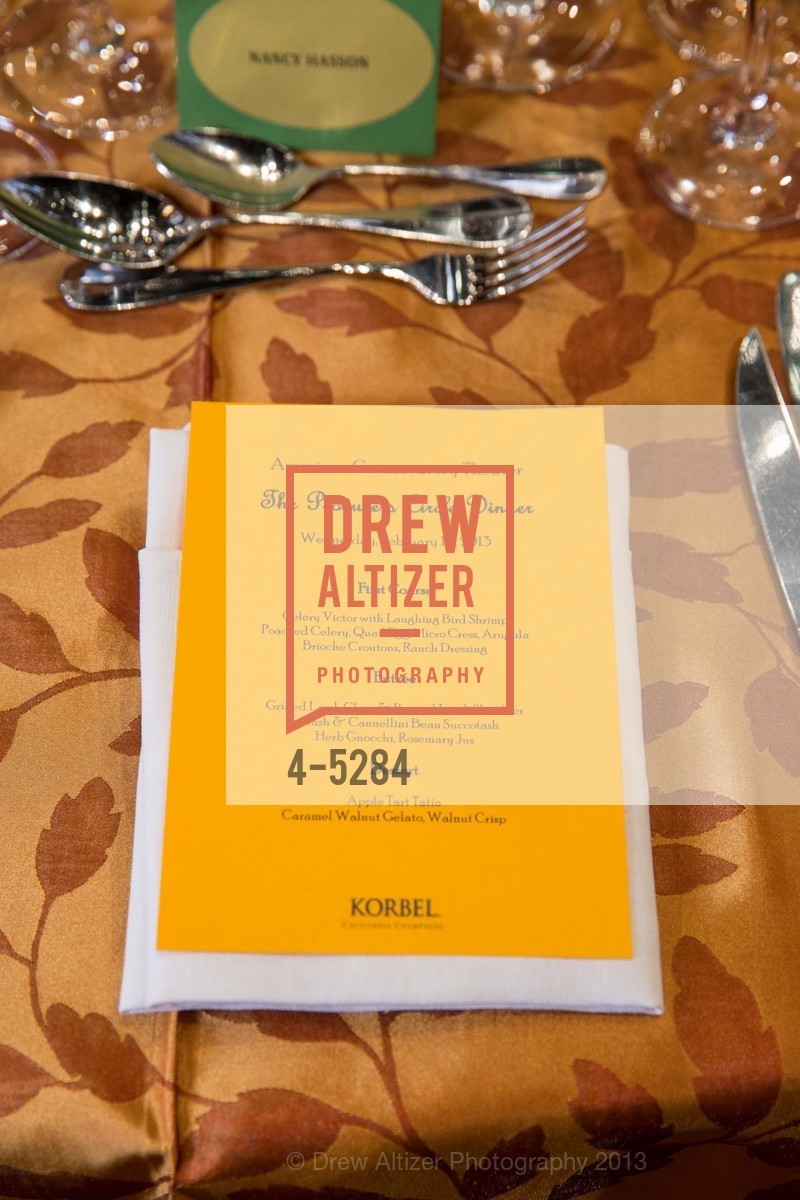 NANCY HASSON
Theater
The Circle Dinner
2013
First Course
Celery Victor with Laughing Bird Shrimp
Poached Celery, Micro Cress, Arugula
Brioche Croutons, Ranch Dressing
& Cannellini Bean Succotash
Herb Gnocchi, Rosemary Jus
Apple Tart Tatin
Caramel Walnut Gelato, Walnut Crisp
KORBEL
CALIFORNIA CHAMPAGNE
DREW
ALTIZER
PHOTOGRAPHY
4-5284
© Drew Altizer Photography 2013